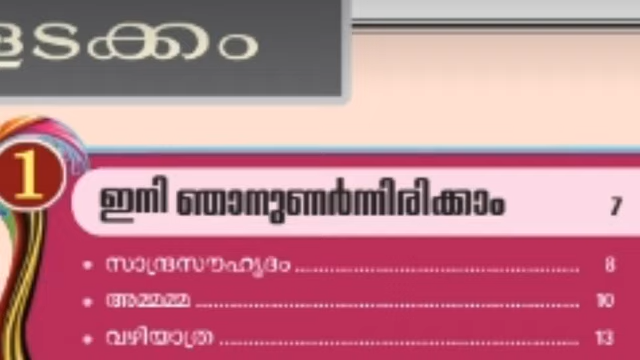 ളടക്കം
1
ഇനി ഞാനുണർന്നിരിക്കാം 7
• സാന്ദ്രസൗഹൃദം 8
• അമ്മമ്മ 10
• വഴിയാത്ര 13